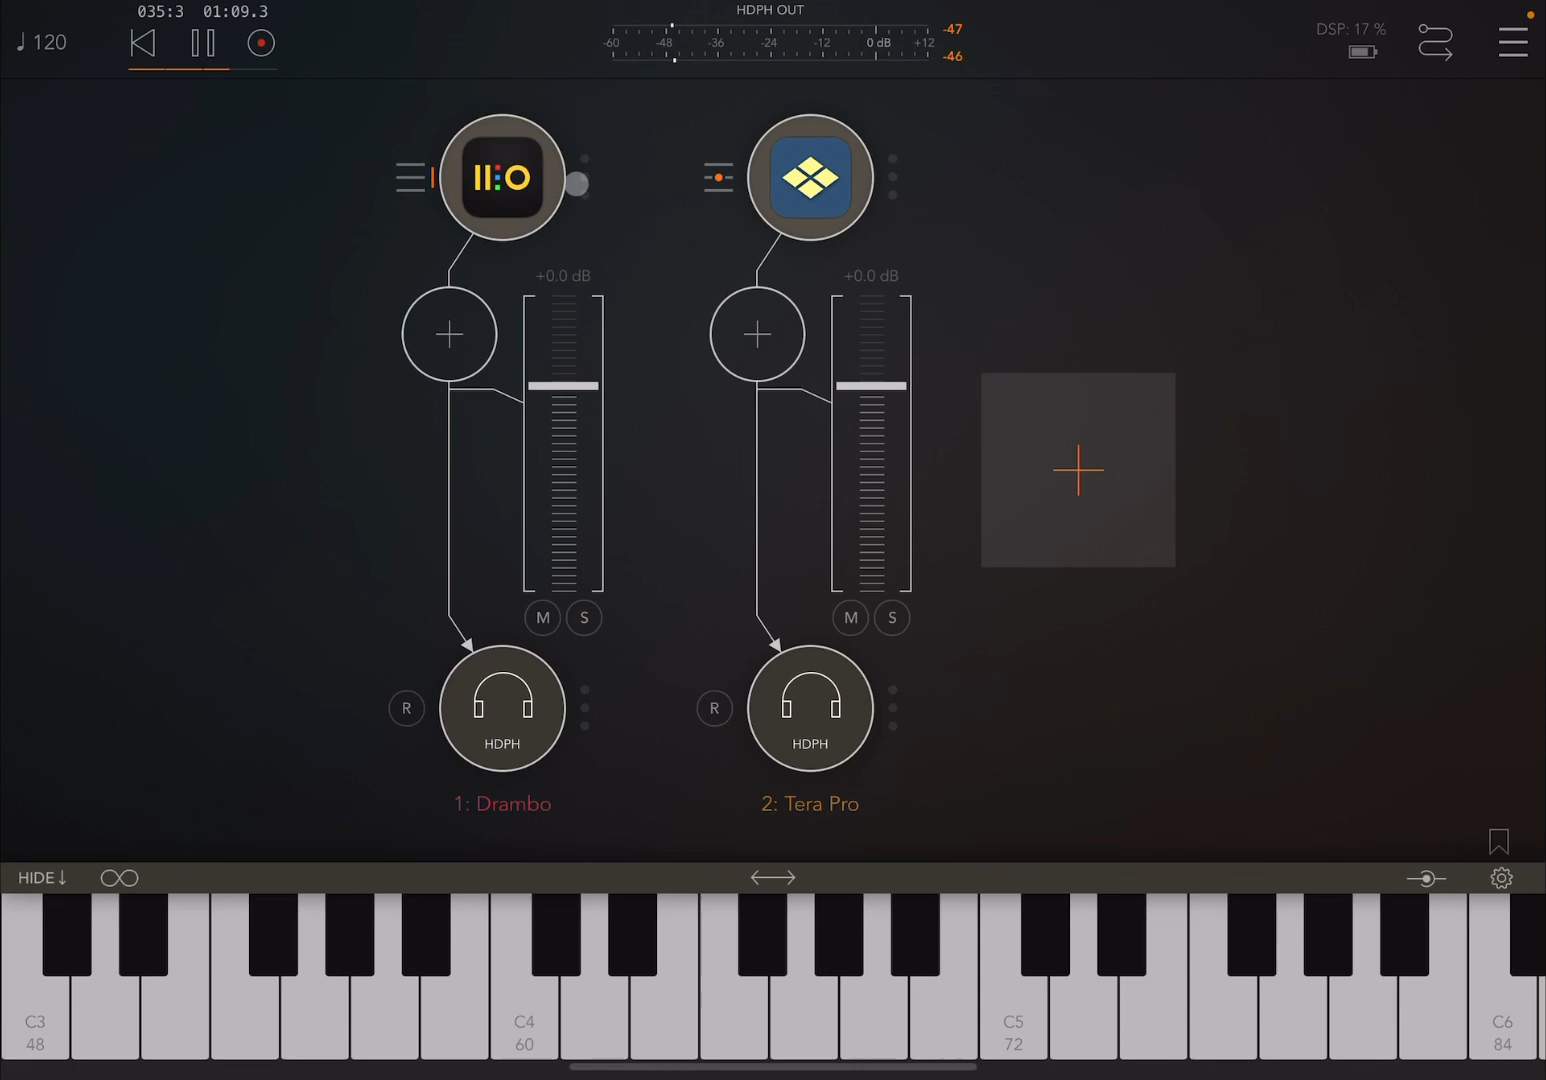 035:3 01:09.3
HDPH OUT
120
-60 -48 -36 -24 -12 0 dB +12
-47
-46
DSP: 17 %
+0.0 dB
+0.0 dB
M S
M S
R
HDPH
R
HDPH
1: Drambo
2: Tera Pro
HIDE↓
C3
48
C4
60
C5
72
C6
84